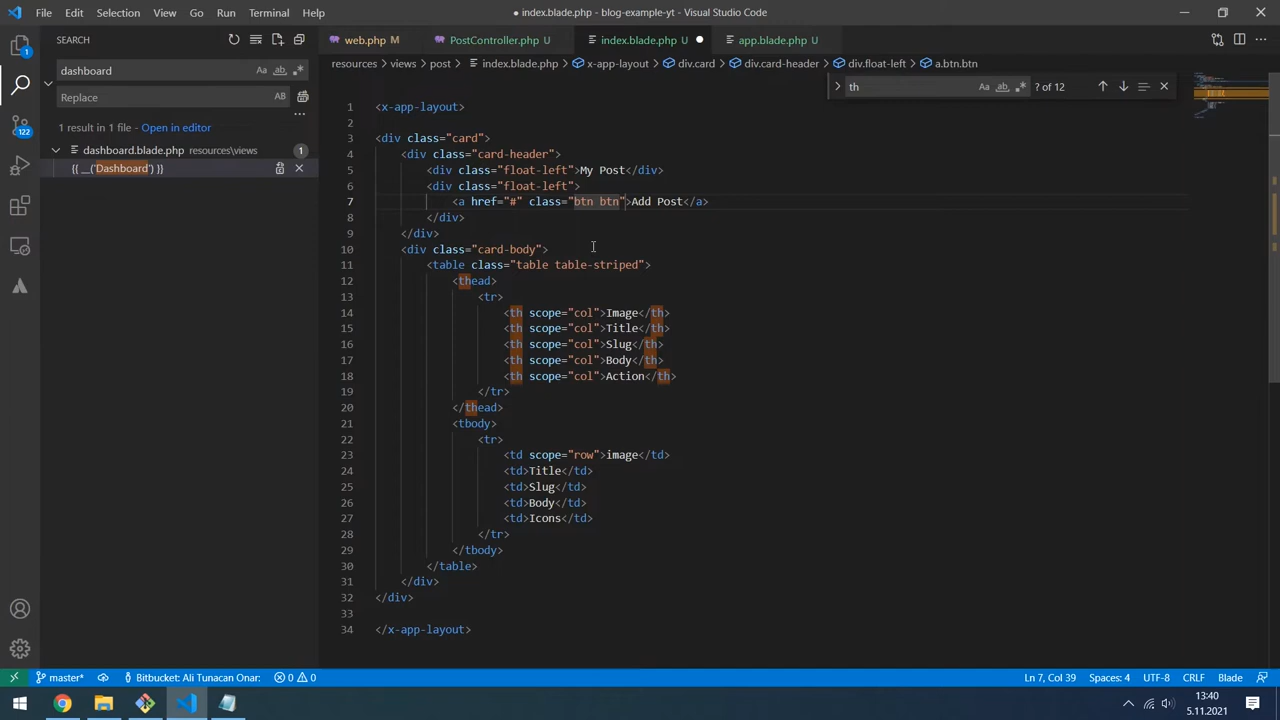 File Edit Selection View Go Run Terminal Help
● index.blade.php - blog-example-yt - Visual Studio Code
SEARCH
dashboard
Aa ab .*
Replace
AB
1 result in 1 file - Open in editor
dashboard.blade.php resources\views 1
{{ __('Dashboard') }}
1
122
web.php M PostController.php U index.blade.php U ● app.blade.php U
resources > views > post > index.blade.php > x-app-layout > div.card > div.card-header > div.float-left > a.btn.btn
th Aa ab .* ? of 12
1 <x-app-layout>
2
3 <div class="card">
4 <div class="card-header">
5 <div class="float-left">My Post</div>
6 <div class="float-left">
7 <a href="#" class="btn btn">Add Post</a>
8 </div>
9 </div>
10 <div class="card-body">
11 <table class="table table-striped">
12 <thead>
13 <tr>
14 <th scope="col">Image</th>
15 <th scope="col">Title</th>
16 <th scope="col">Slug</th>
17 <th scope="col">Body</th>
18 <th scope="col">Action</th>
19 </tr>
20 </thead>
21 <tbody>
22 <tr>
23 <td scope="row">image</td>
24 <td>Title</td>
25 <td>Slug</td>
26 <td>Body</td>
27 <td>Icons</td>
28 </tr>
29 </tbody>
30 </table>
31 </div>
32 </div>
33
34 </x-app-layout>
master* Bitbucket: Ali Tunacan Onar: 0 0 Ln 7, Col 39 Spaces: 4 UTF-8 CRLF Blade
13:40
5.11.2021